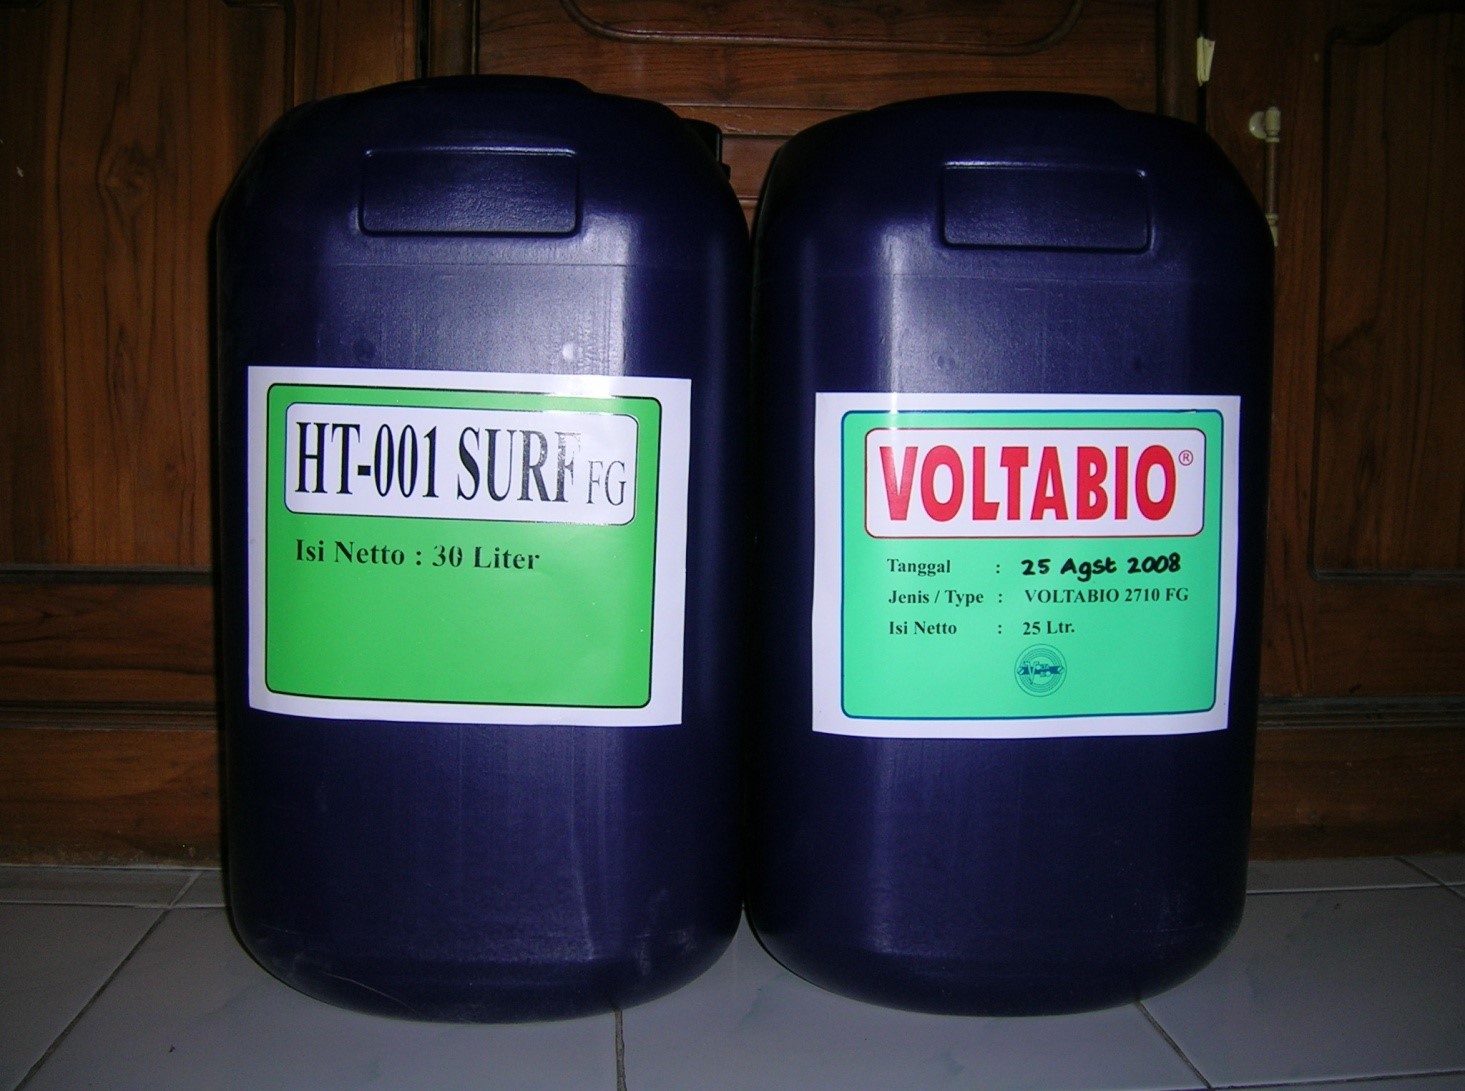 HT-001 SURF FG
Isi Netto : 30 Liter
VOLTABIO®
Tanggal : 25 Agst 2008
Jenis / Type : VOLTABIO 2710 FG
Isi Netto : 25 Ltr.